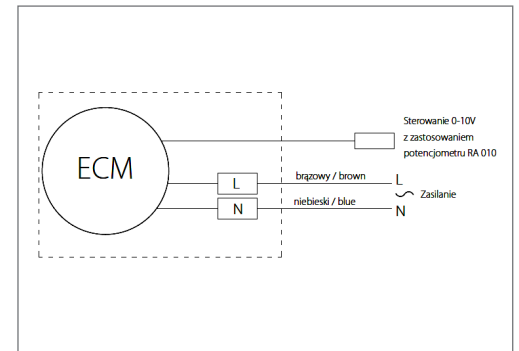 Sterowanie 0-10V
z zastosowaniem
potencjometru RA 010
ECM
L
brązowy / brown
L
Zasilanie
N
niebieski / blue
N